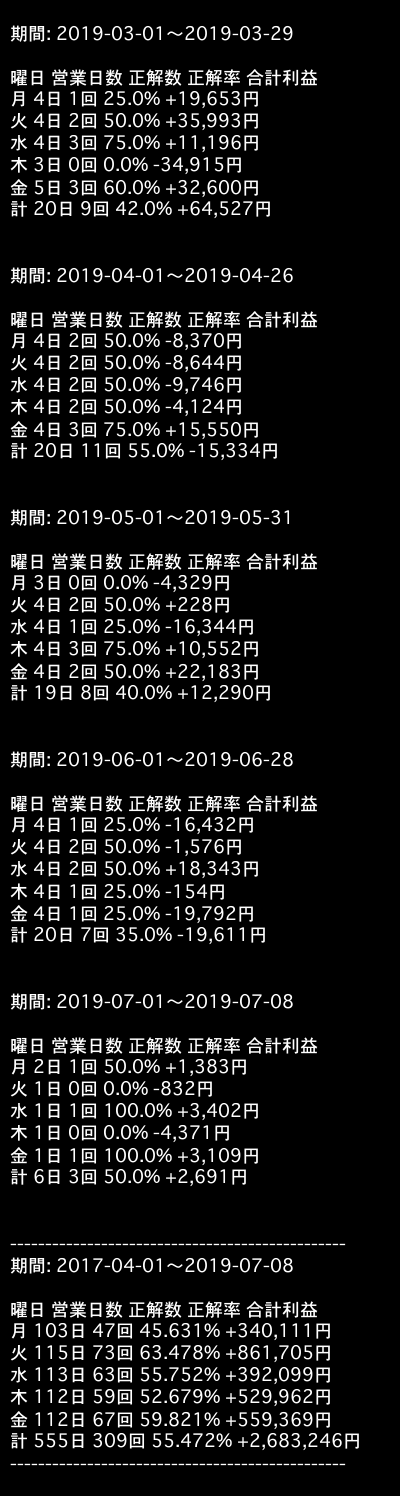 期間: 2019-03-01〜2019-03-29
曜日 営業日数 正解数 正解率 合計利益
月 4日 1回 25.0% +19,653円
火 4日 2回 50.0% +35,993円
水 4日 3回 75.0% +11,196円
木 3日 0回 0.0% -34,915円
金 5日 3回 60.0% +32,600円
計 20日 9回 42.0% +64,527円
期間: 2019-04-01〜2019-04-26
曜日 営業日数 正解数 正解率 合計利益
月 4日 2回 50.0% -8,370円
火 4日 2回 50.0% -8,644円
水 4日 2回 50.0% -9,746円
木 4日 2回 50.0% -4,124円
金 4日 3回 75.0% +15,550円
計 20日 11回 55.0% -15,334円
期間: 2019-05-01〜2019-05-31
曜日 営業日数 正解数 正解率 合計利益
月 3日 0回 0.0% -4,329円
火 4日 2回 50.0% +228円
水 4日 1回 25.0% -16,344円
木 4日 3回 75.0% +10,552円
金 4日 2回 50.0% +22,183円
計 19日 8回 40.0% +12,290円
期間: 2019-06-01〜2019-06-28
曜日 営業日数 正解数 正解率 合計利益
月 4日 1回 25.0% -16,432円
火 4日 2回 50.0% -1,576円
水 4日 2回 50.0% +18,343円
木 4日 1回 25.0% -154円
金 4日 1回 25.0% -19,792円
計 20日 7回 35.0% -19,611円
期間: 2019-07-01〜2019-07-08
曜日 営業日数 正解数 正解率 合計利益
月 2日 1回 50.0% +1,383円
火 1日 0回 0.0% -832円
水 1日 1回 100.0% +3,402円
木 1日 0回 0.0% -4,371円
金 1日 1回 100.0% +3,109円
計 6日 3回 50.0% +2,691円
------------------------------------------------
期間: 2017-04-01〜2019-07-08
曜日 営業日数 正解数 正解率 合計利益
月 103日 47回 45.631% +340,111円
火 115日 73回 63.478% +861,705円
水 113日 63回 55.752% +392,099円
木 112日 59回 52.679% +529,962円
金 112日 67回 59.821% +559,369円
計 555日 309回 55.472% +2,683,246円
------------------------------------------------